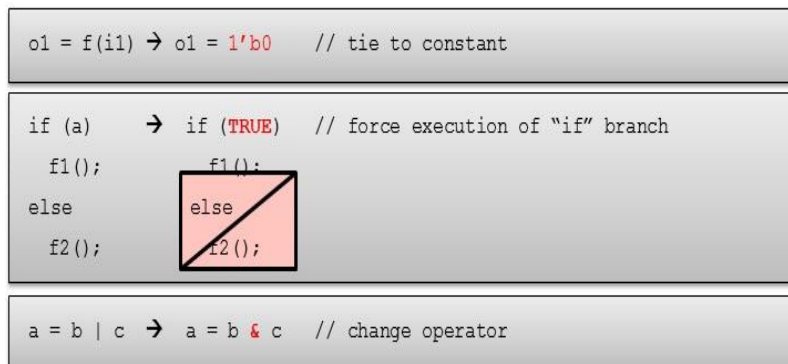 o1 = f(i1) → o1 = 1'b0 // tie to constant
if (a) → if (TRUE) // force execution of “if” branch
f1(); f1();
else else
f2(); f2();
a = b | c → a = b & c // change operator